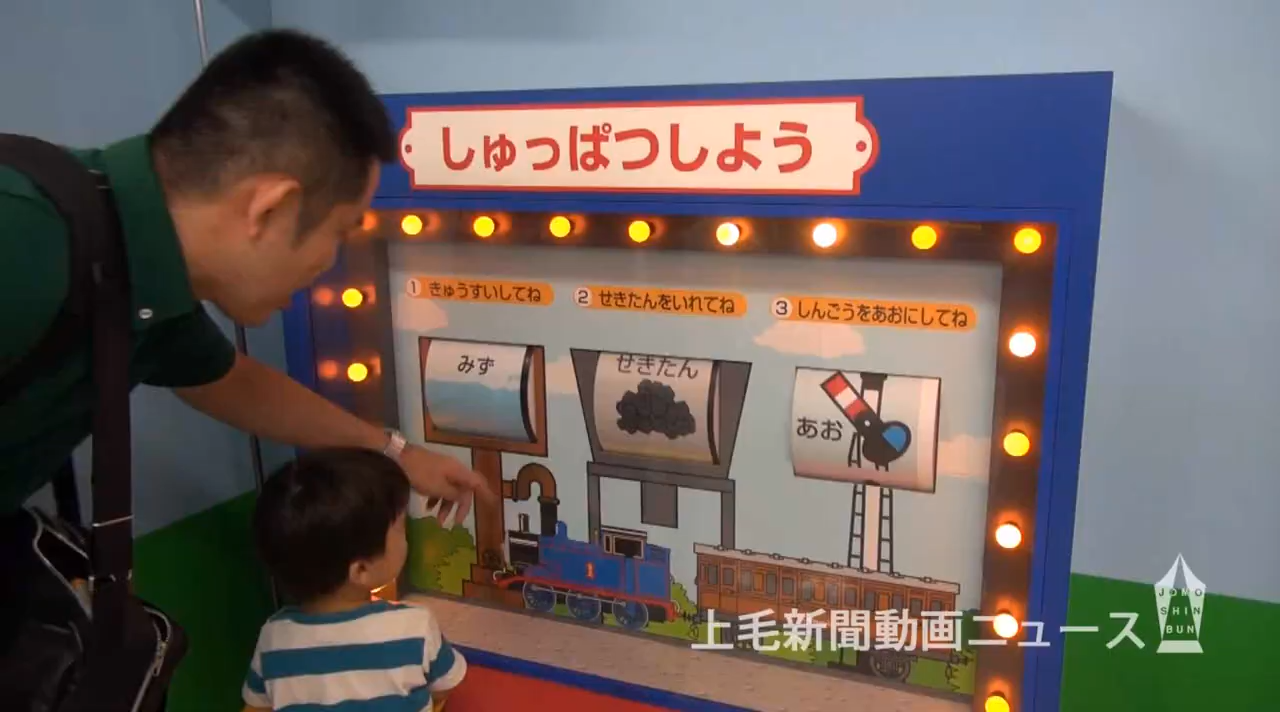 しゅっぱつしよう
① きゅうすいしてね
② せきたんをいれてね
③ しんごうをあおにしてね
みず
せきたん
あお
1
上毛新聞動画ニュース
JOMO
SHIN
BUN